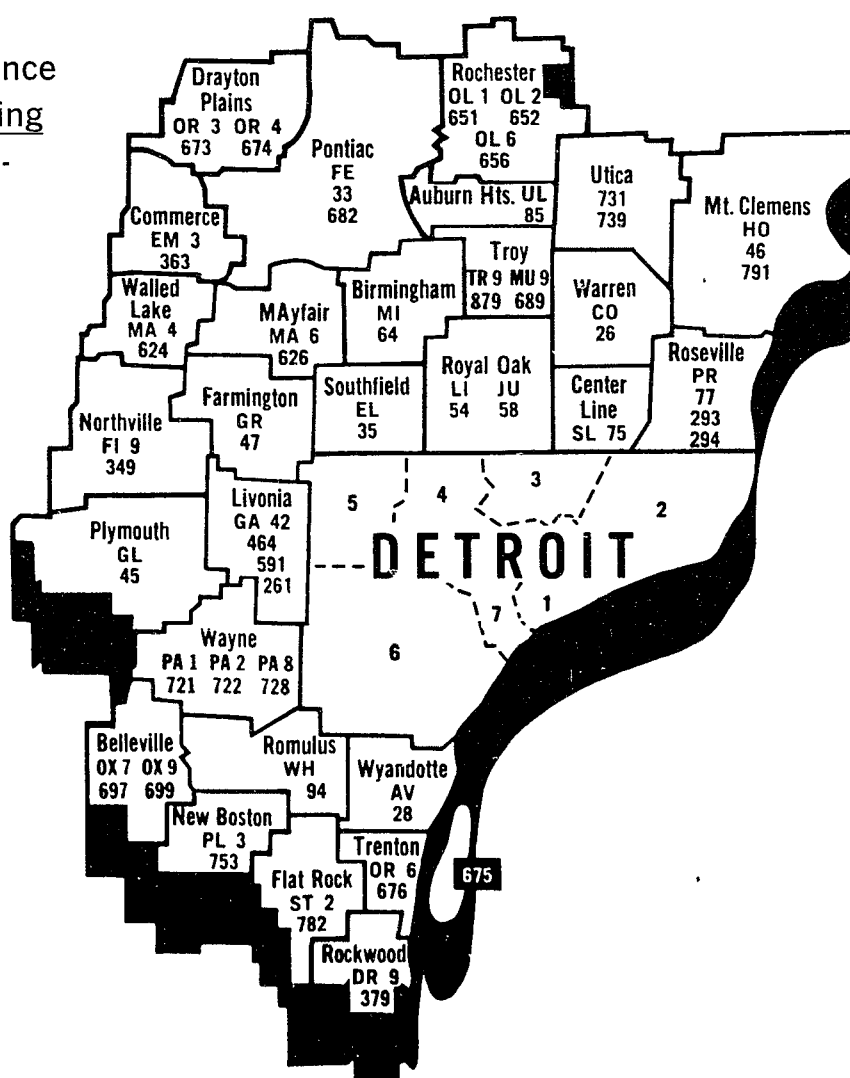 nce
ing
-
Drayton
Plains
OR 3 OR 4
673 674
Pontiac
FE
33
682
Rochester
OL 1 OL 2
651 652
OL 6
656
Auburn Hts. UL
85
Utica
731
739
Mt. Clemens
HO
46
791
Commerce
EM 3
363
Walled
Lake
MA 4
624
MAyfair
MA 6
626
Birmingham
MI
64
Troy
TR 9 MU 9
879 689
Warren
CO
26
Roseville
PR
77
293
294
Northville
FI 9
349
Farmington
GR
47
Southfield
EL
35
Royal Oak
LI JU
54 58
Center
Line
SL 75
Plymouth
GL
45
Livonia
GA 42
464
591
261
5
4
3
2
DETROIT
6
7
1
Wayne
PA 1 PA 2 PA 8
721 722 728
Belleville
OX 7 OX 9
697 699
Romulus
WH
94
Wyandotte
AV
28
New Boston
PL 3
753
Flat Rock
ST 2
782
Trenton
OR 6
676
675
Rockwood
DR 9
379